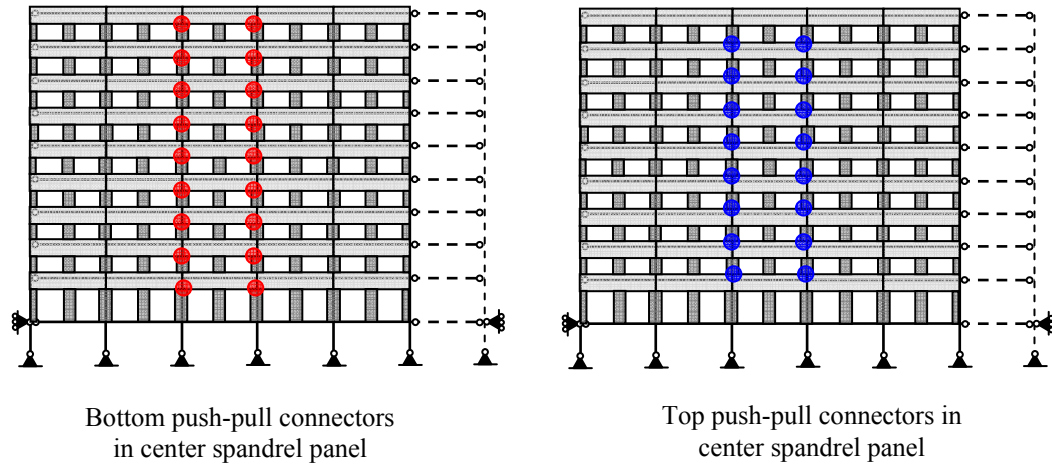 Bottom push-pull connectors
in center spandrel panel
Top push-pull connectors in
center spandrel panel